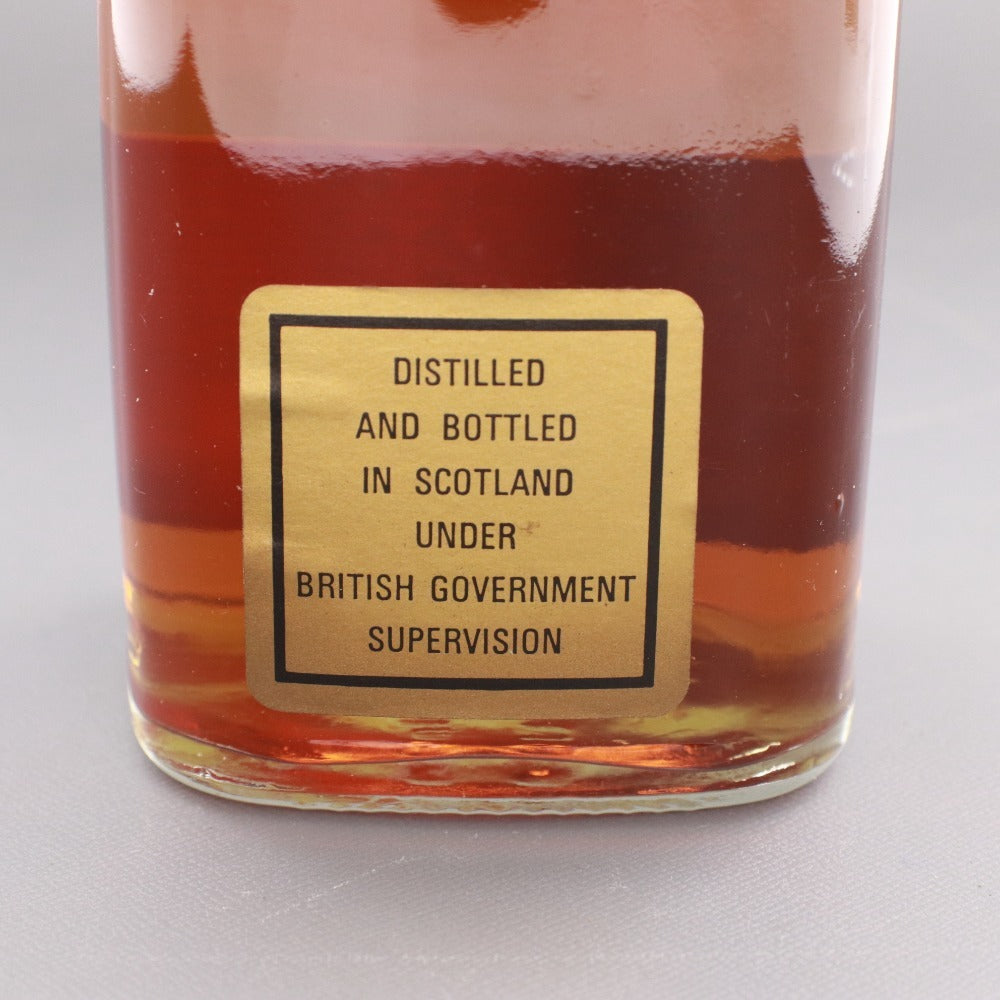 DISTILLED
AND BOTTLED
IN SCOTLAND
UNDER
BRITISH GOVERNMENT
SUPERVISION